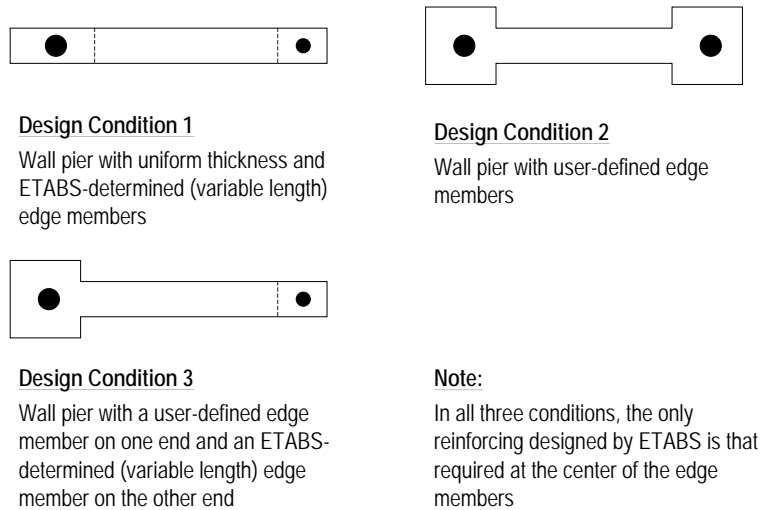 Design Condition 1
Wall pier with uniform thickness and
ETABS-determined (variable length)
edge members
Design Condition 2
Wall pier with user-defined edge
members
Design Condition 3
Wall pier with a user-defined edge
member on one end and an ETABS-
determined (variable length) edge
member on the other end
Note:
In all three conditions, the only
reinforcing designed by ETABS is that
required at the center of the edge
members